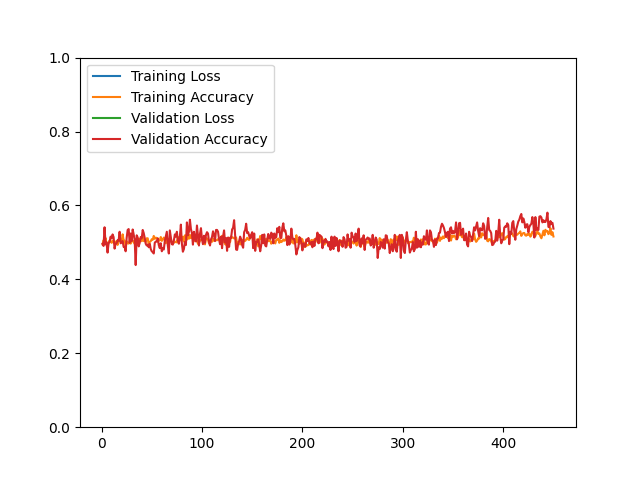 1.0
0.8
0.6
0.4
0.2
0.0
Training Loss
Training Accuracy
Validation Loss
Validation Accuracy
0 100 200 300 400